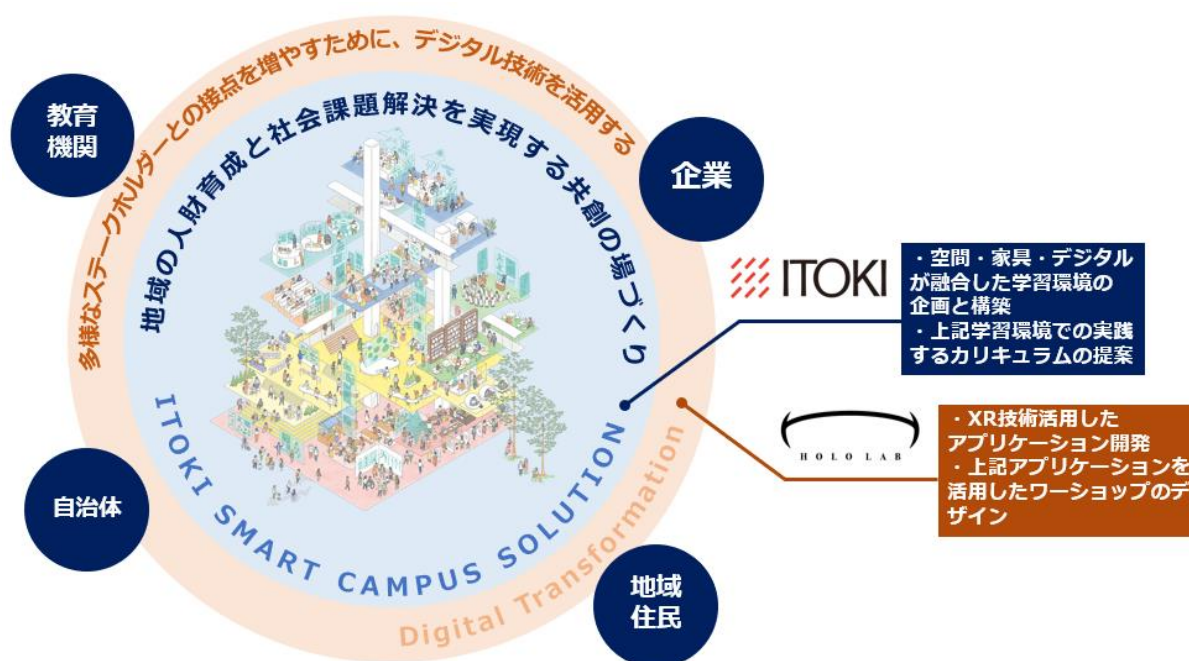 多様なステークホルダーとの接点を増やすために、デジタル技術を活用する
地域の人財育成と社会課題解決を実現する共創の場づくり
教育
機関
企業
ITOKI
・空間・家具・デジタル
が融合した学習環境の
企画と構築
・上記学習環境での実践
するカリキュラムの提案
HOLO LAB
・XR技術活用した
アプリケーション開発
・上記アプリケーションを
活用したワーショップのデ
ザイン
自治体
地域
住民
ITOKI SMART CAMPUS SOLUTION
Digital Transformation